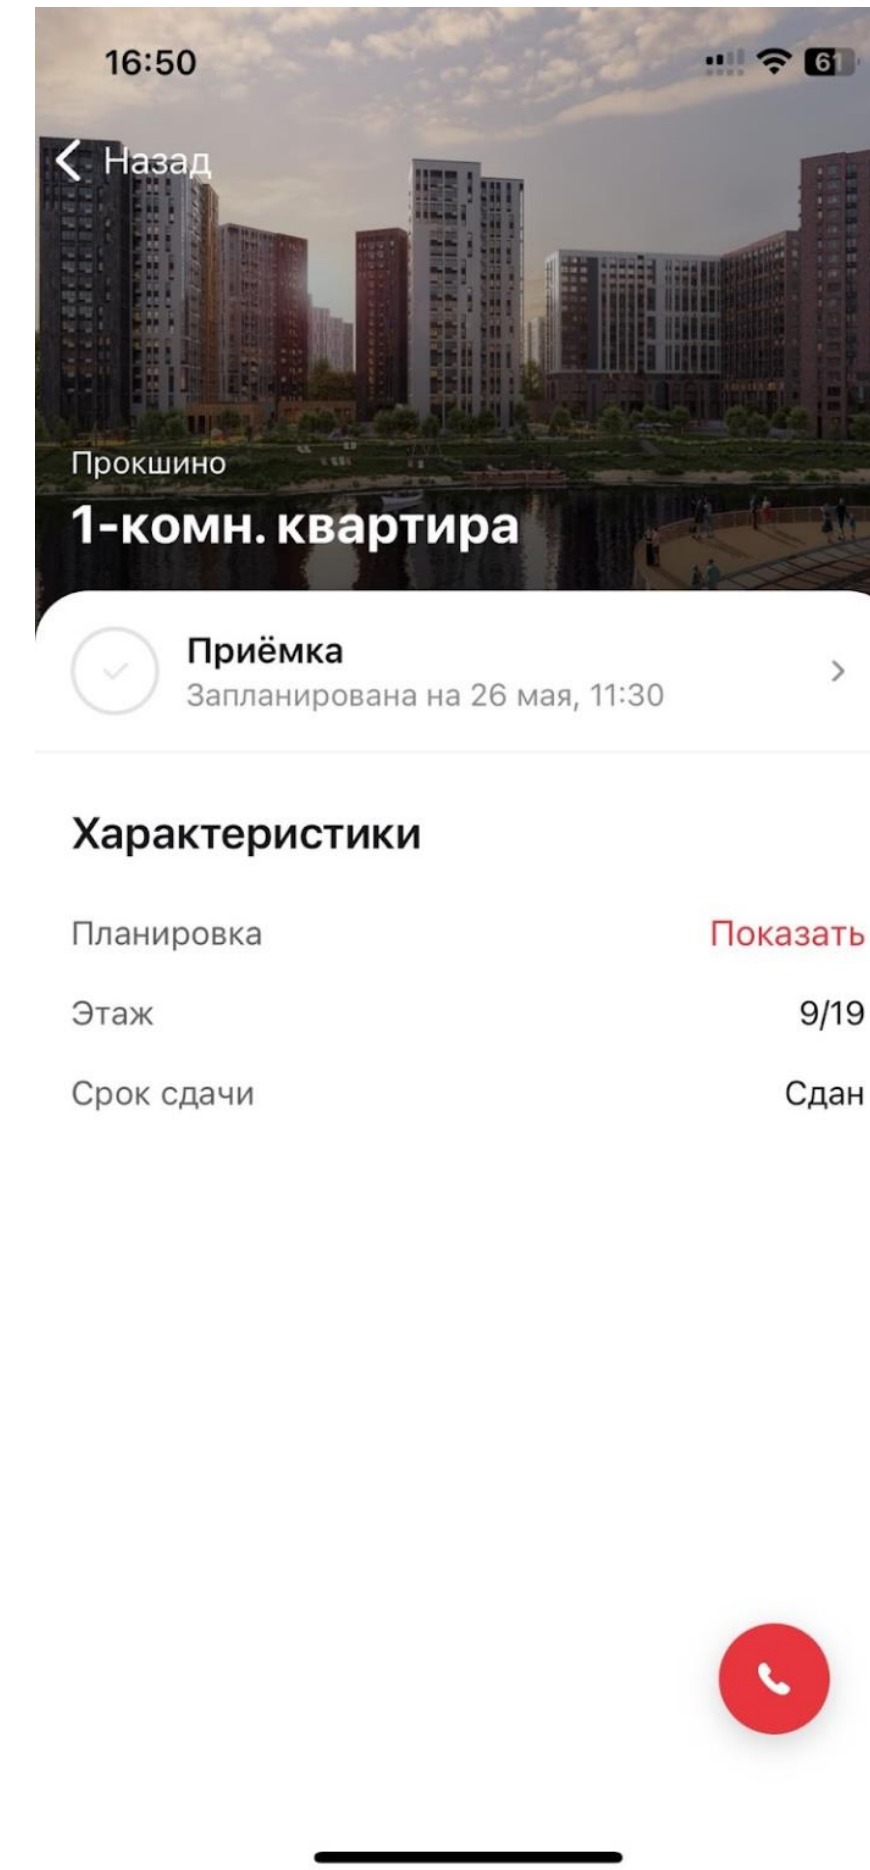 16:50
61
Назад
Прокшино
1-комн. квартира
Приёмка
Запланирована на 26 мая, 11:30
Характеристики
Планировка Показать
Этаж 9/19
Срок сдачи Сдан